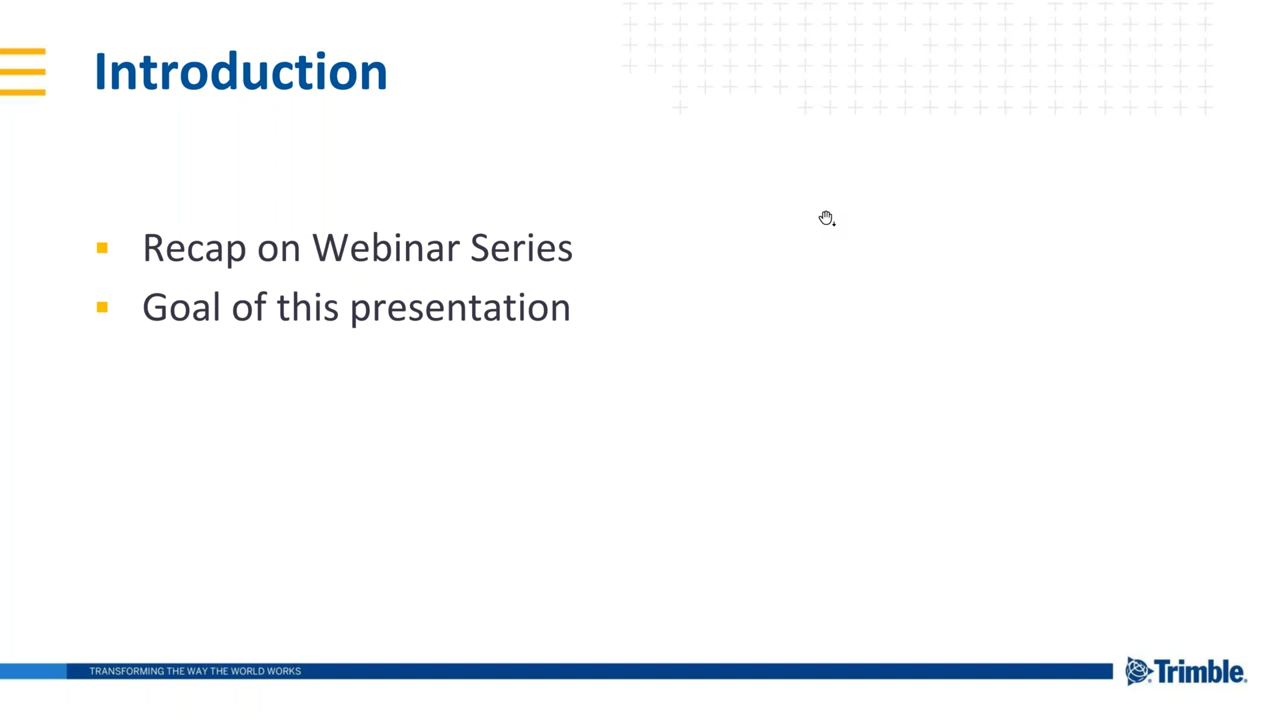 Introduction
Recap on Webinar Series
Goal of this presentation
TRANSFORMING THE WAY THE WORLD WORKS
Trimble.